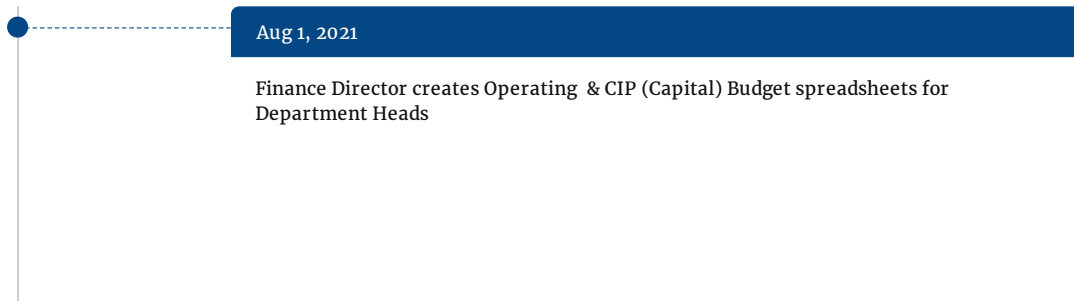 Aug 1, 2021
Finance Director creates Operating  & CIP (Capital) Budget spreadsheets for
Department Heads